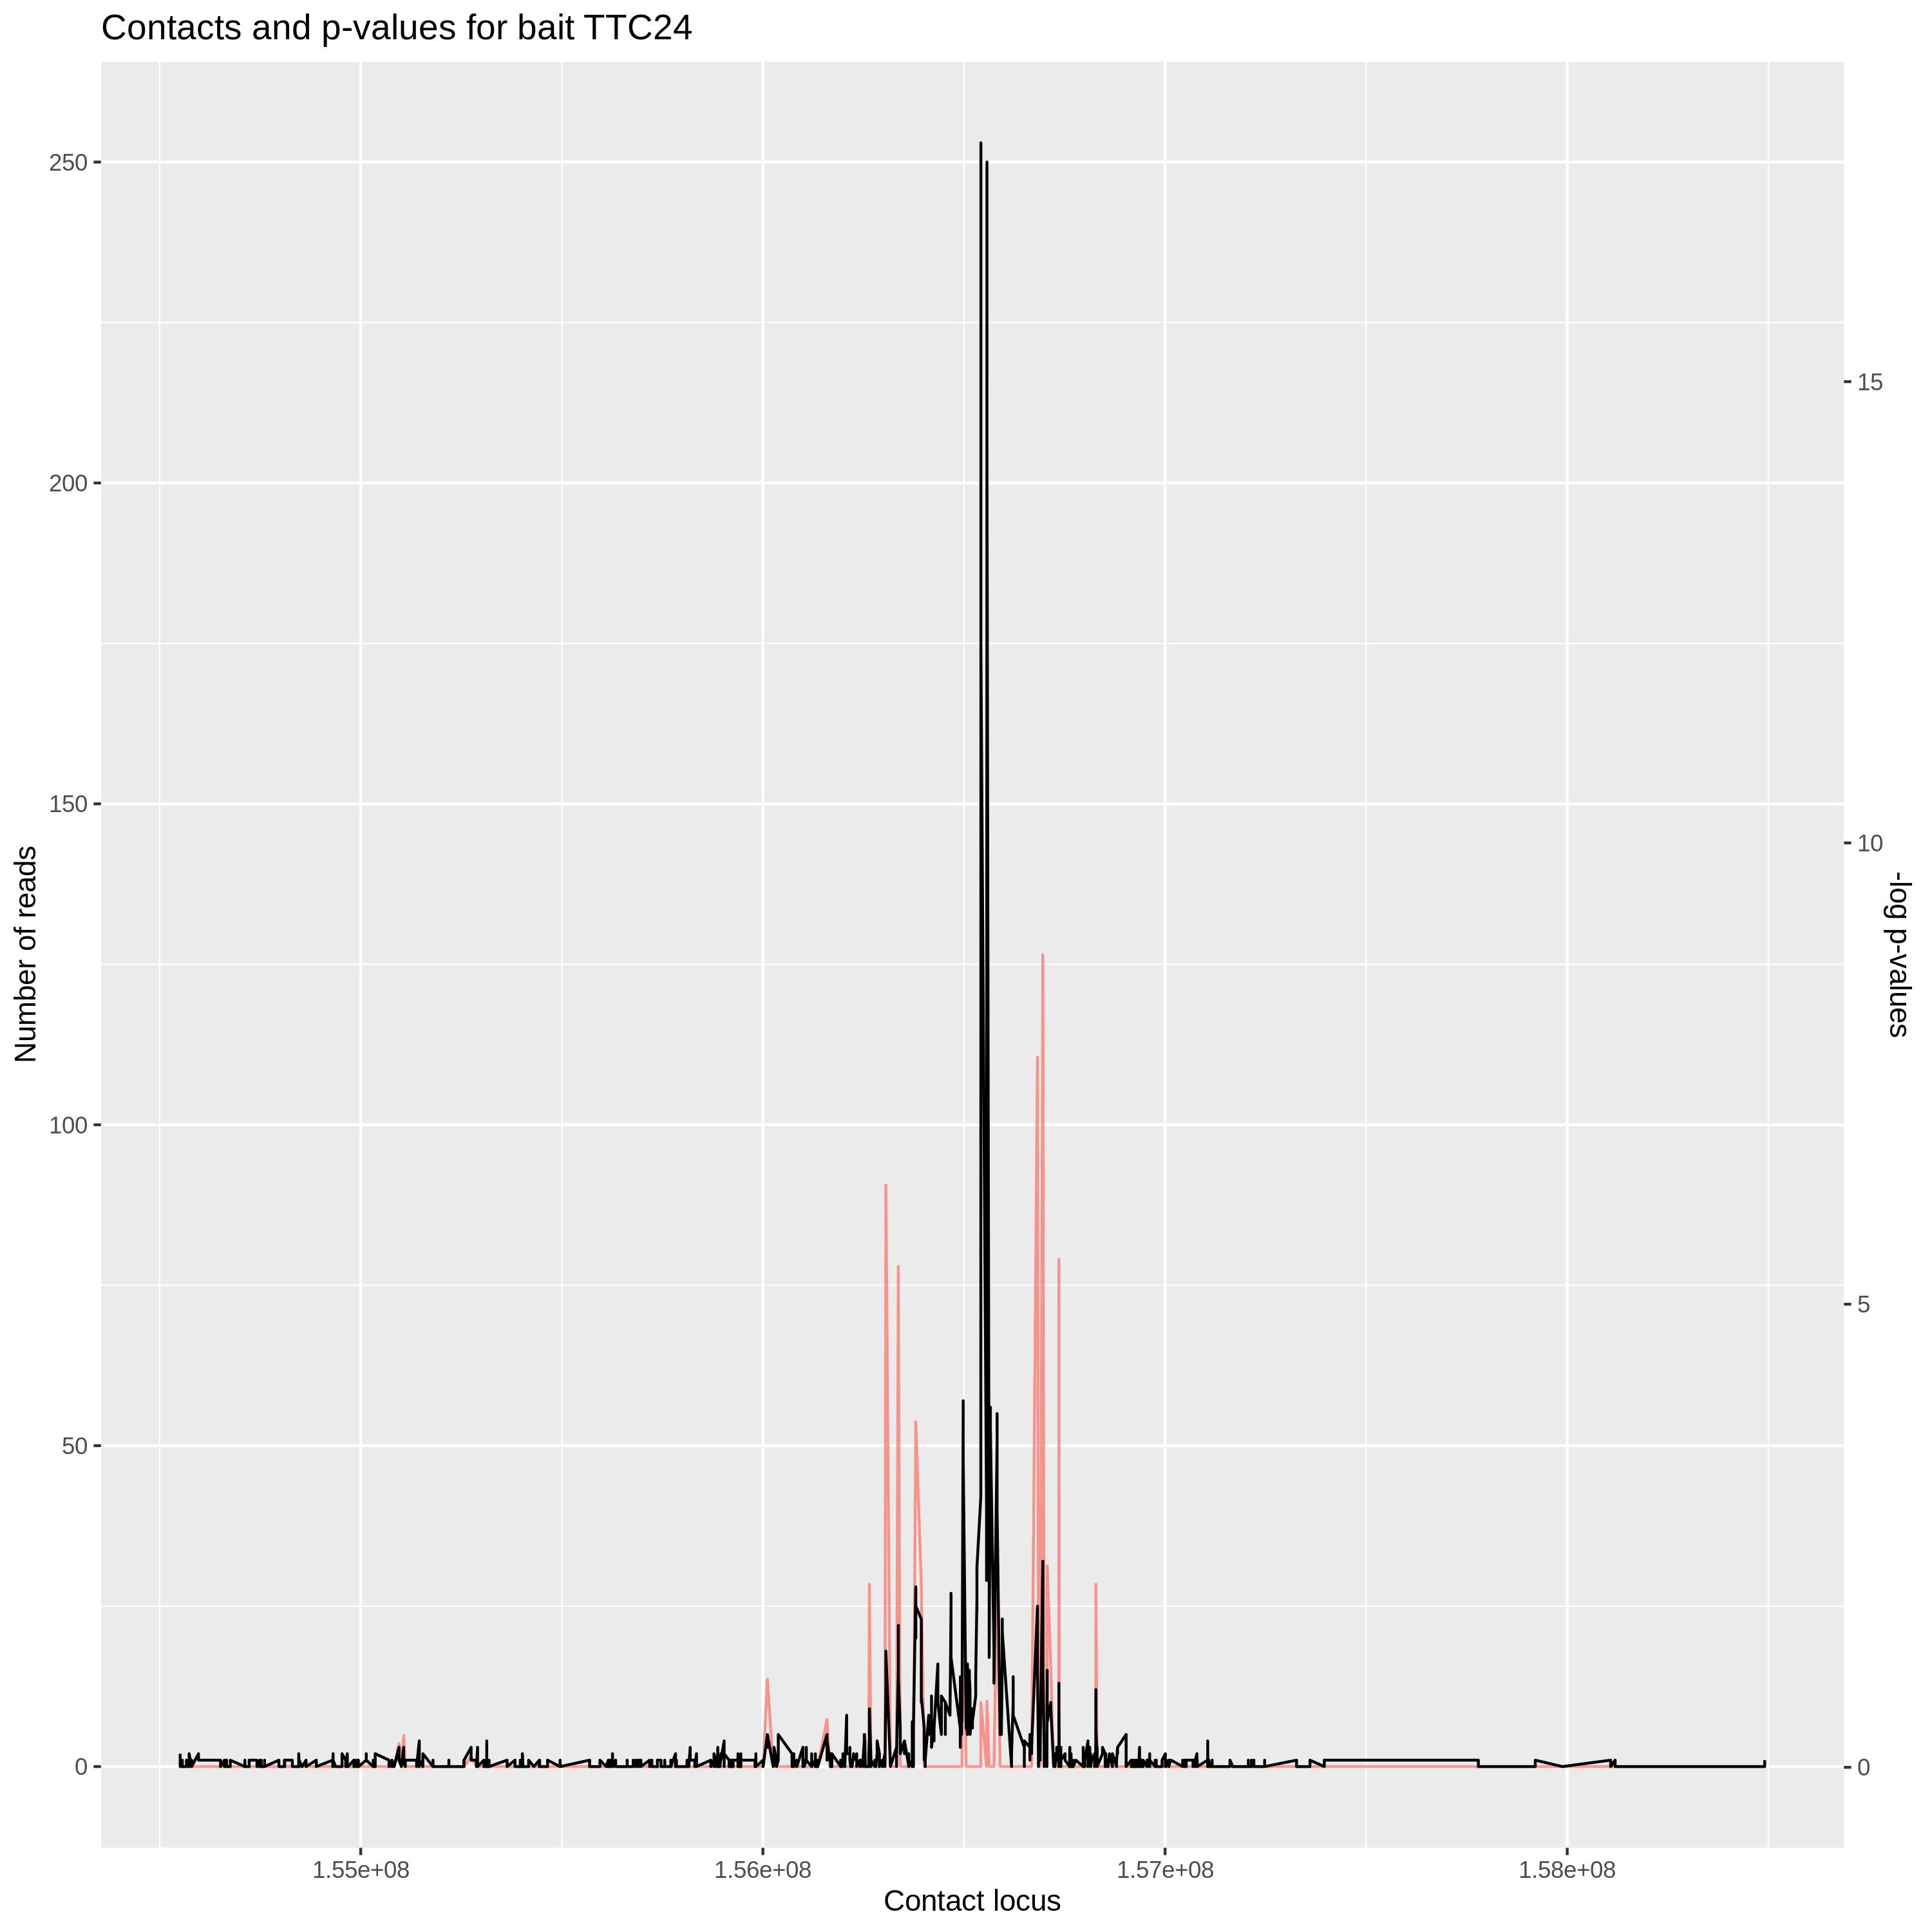 Contacts and p-values for bait TTC24
250
200
150
100
50
0
Number of reads
15
10
5
0
-log p-values
1.55e+08
1.56e+08
1.57e+08
1.58e+08
Contact locus